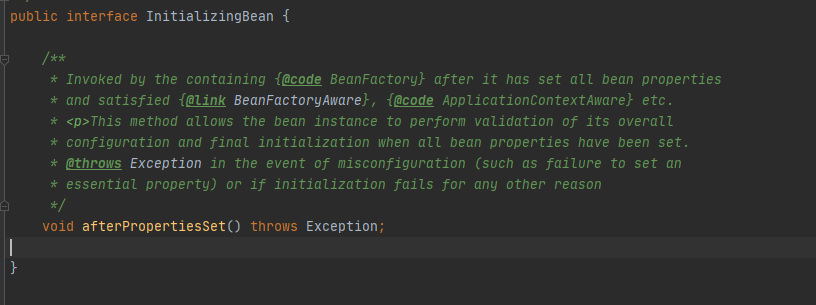 public interface InitializingBean {
/**
* Invoked by the containing {@code BeanFactory} after it has set all bean properties
* and satisfied {@link BeanFactoryAware}, {@code ApplicationContextAware} etc.
* <p>This method allows the bean instance to perform validation of its overall
* configuration and final initialization when all bean properties have been set.
* @throws Exception in the event of misconfiguration (such as failure to set an
* essential property) or if initialization fails for any other reason
*/
void afterPropertiesSet() throws Exception;
}